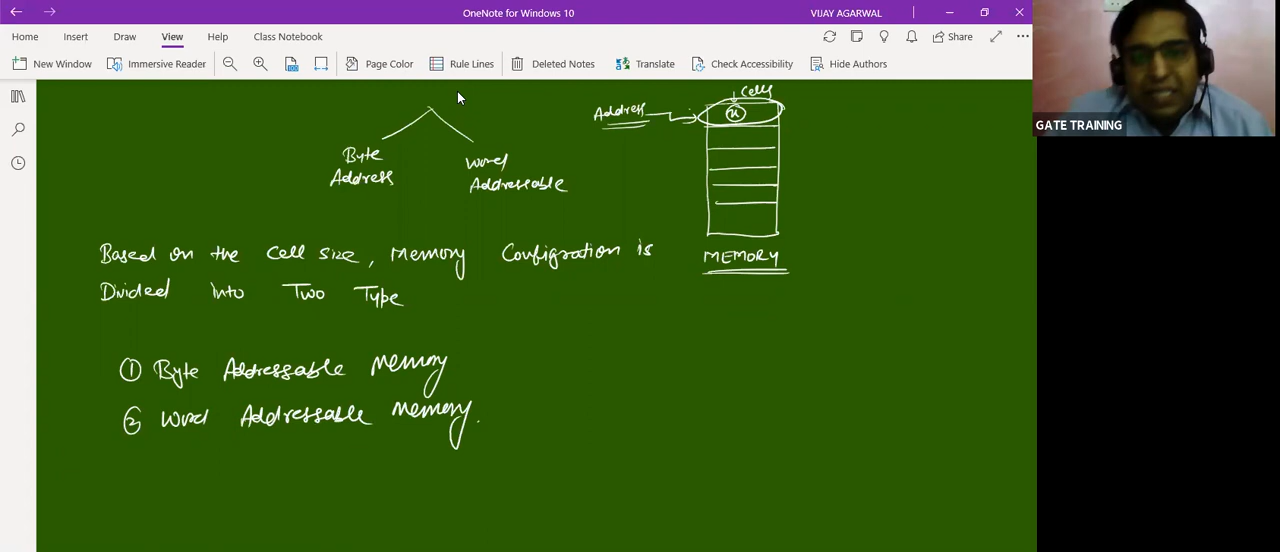 OneNote for Windows 10
VIJAY AGARWAL
Home Insert Draw View Help Class Notebook
Share
New Window Immersive Reader Page Color Rule Lines Deleted Notes Translate Check Accessibility Hide Authors
GATE TRAINING
Cells
Address
x
Byte
Address
word
Addressable
MEMORY
Based on the Cell size, Memory Configration is
Divided into Two Type
① Byte Addressable Memory
② Word Addressable Memory.